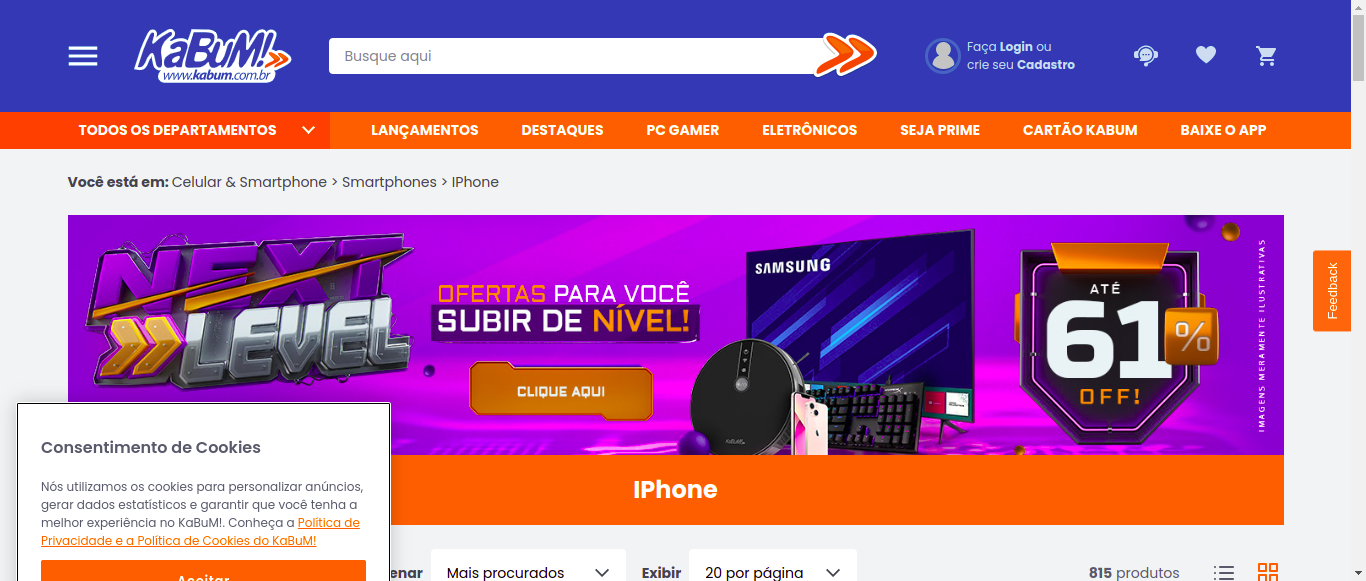 KaBuM!
www.kabum.com.br
Busque aqui
Faça Login ou
crie seu Cadastro
TODOS OS DEPARTAMENTOS
LANÇAMENTOS
DESTAQUES
PC GAMER
ELETRÔNICOS
SEJA PRIME
CARTÃO KABUM
BAIXE O APP
Você está em: Celular & Smartphone > Smartphones > IPhone
NEXT
LEVEL
OFERTAS PARA VOCÊ
SUBIR DE NÍVEL!
CLIQUE AQUI
SAMSUNG
KaBuM!
ATÉ
61%
OFF!
IMAGENS MERAMENTE ILUSTRATIVAS
Feedback
IPhone
Consentimento de Cookies
Nós utilizamos os cookies para personalizar anúncios,
gerar dados estatísticos e garantir que você tenha a
melhor experiência no KaBuM!. Conheça a Política de
Privacidade e a Política de Cookies do KaBuM!
Aceitar
enar
Mais procurados
Exibir
20 por página
815 produtos